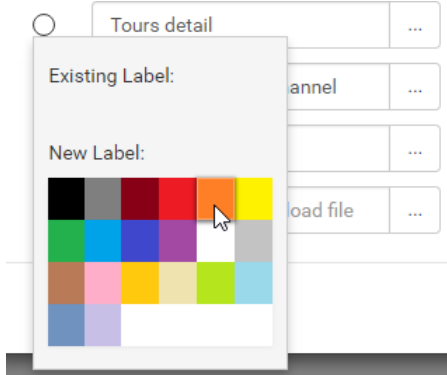 Tours detail
...
Existing Label:
annel
...
New Label:
...
load file
...